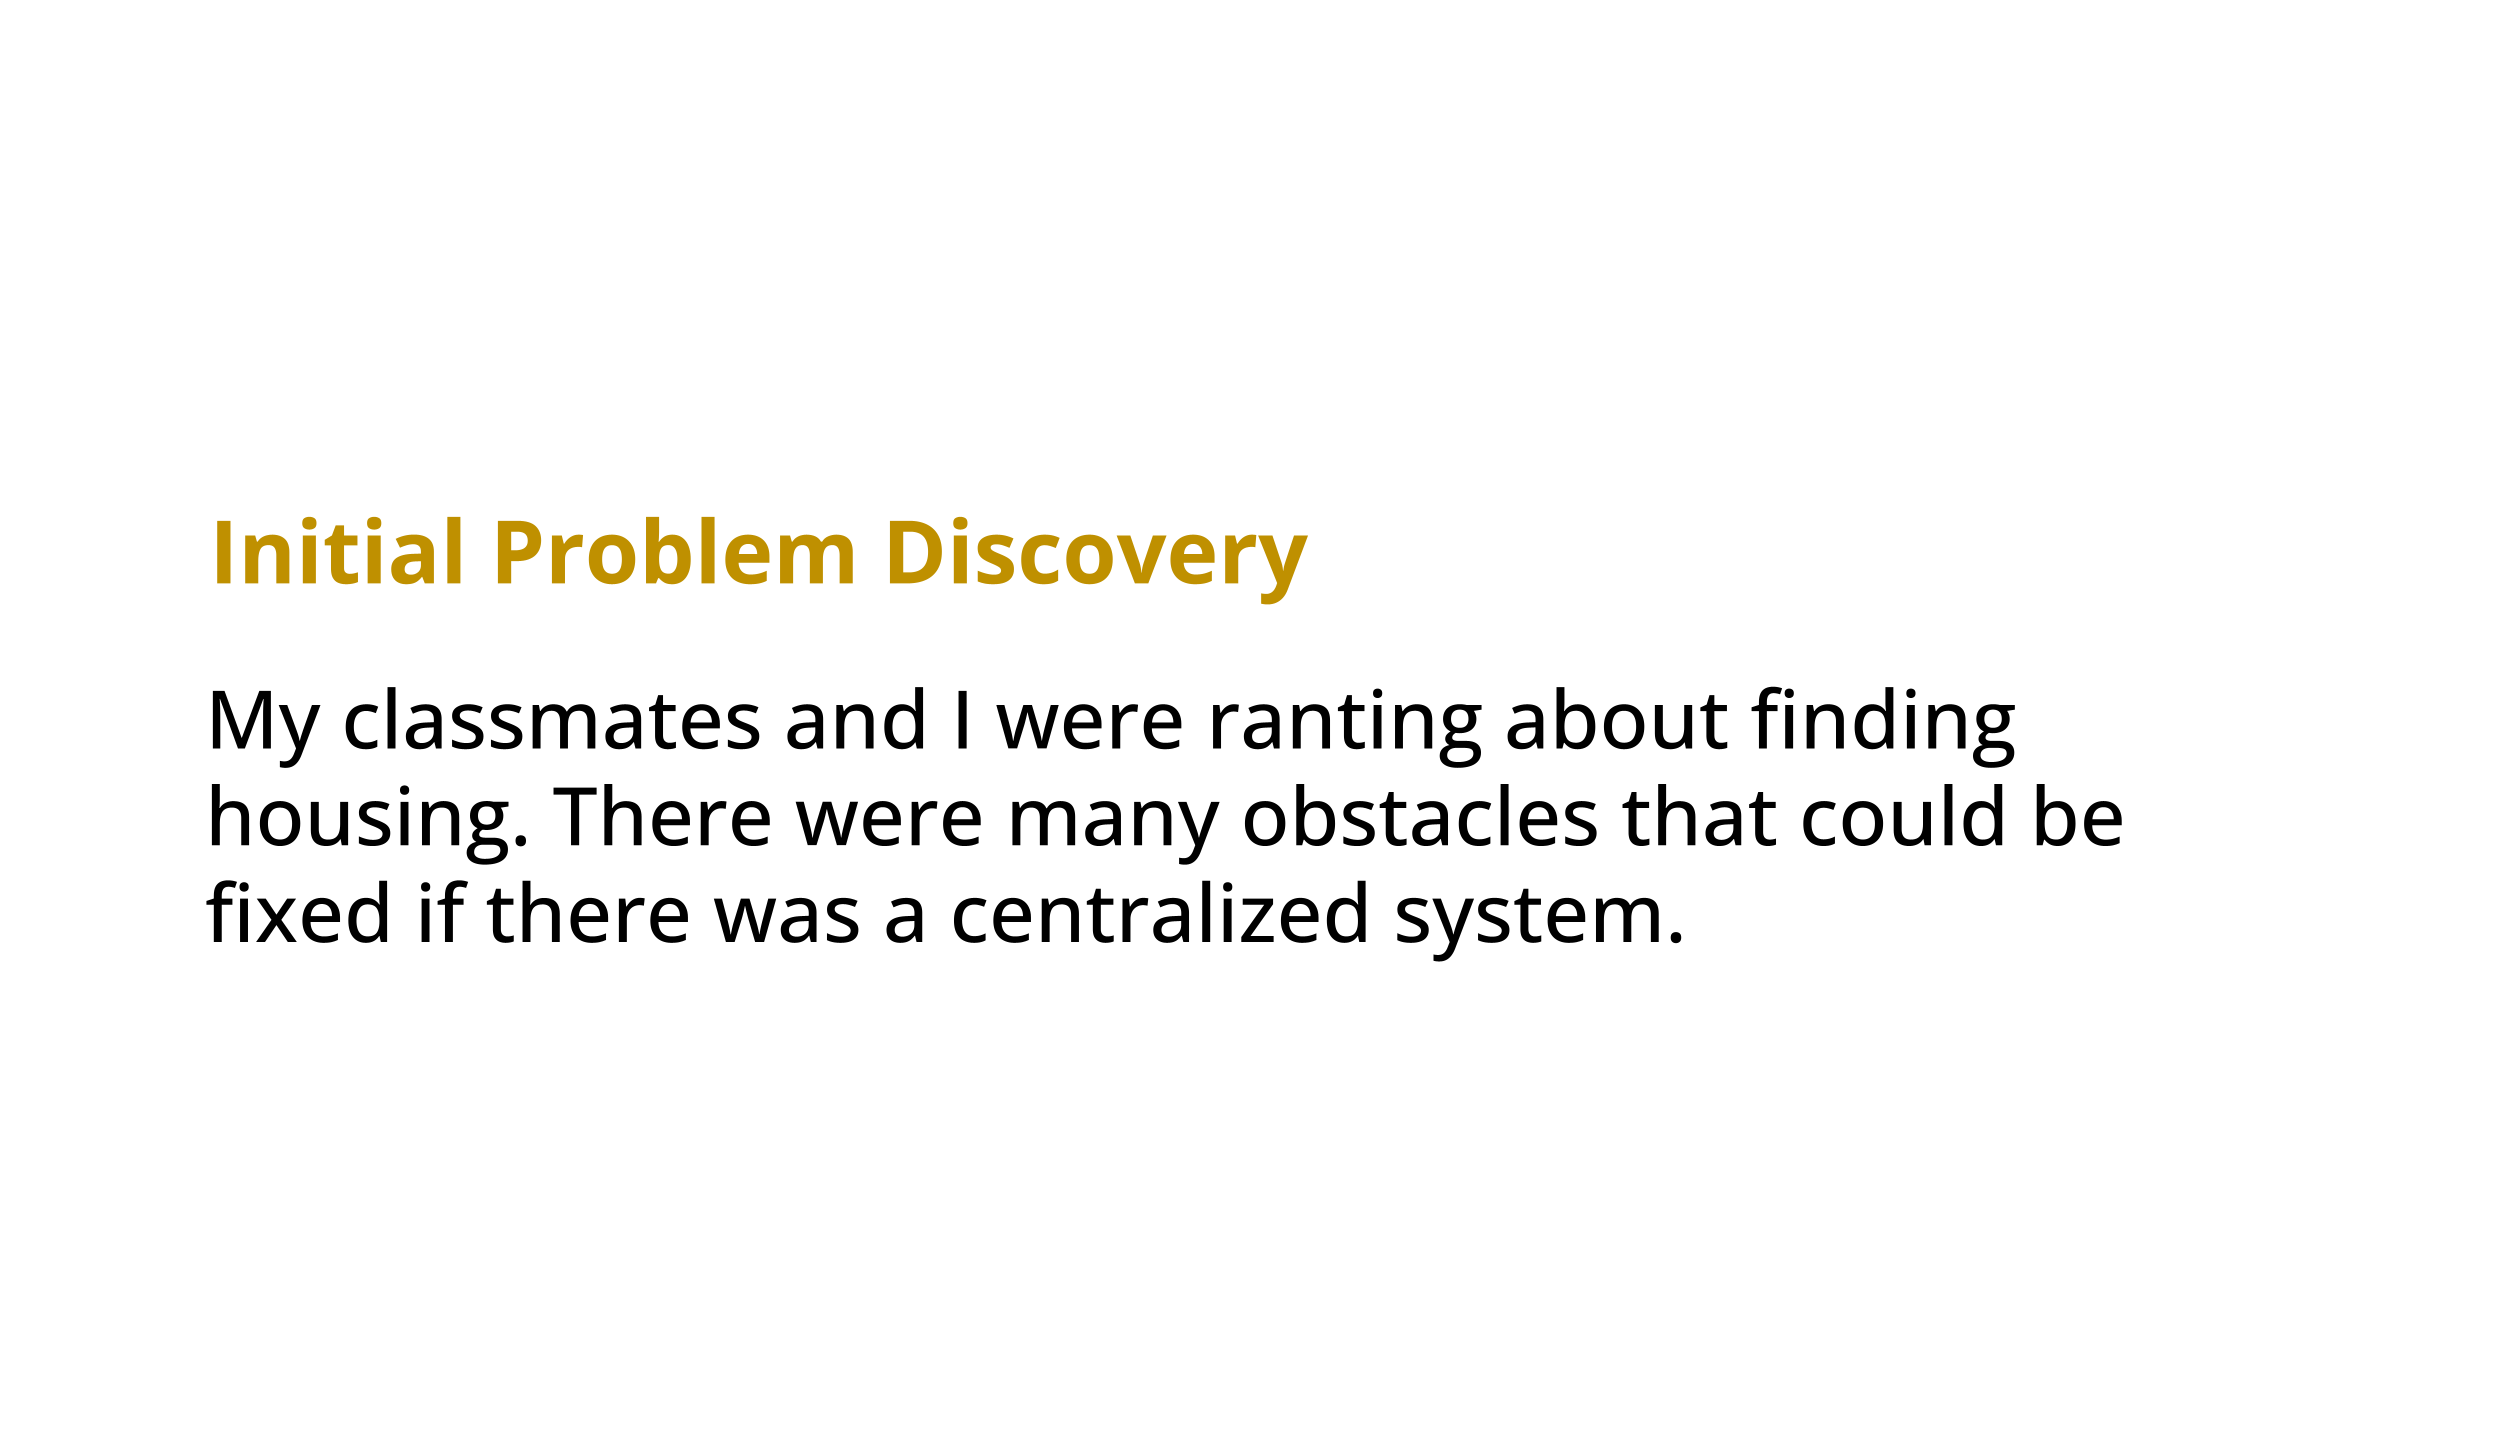 Initial Problem Discovery
My classmates and I were ranting about finding
housing. There were many obstacles that could be
fixed if there was a centralized system.